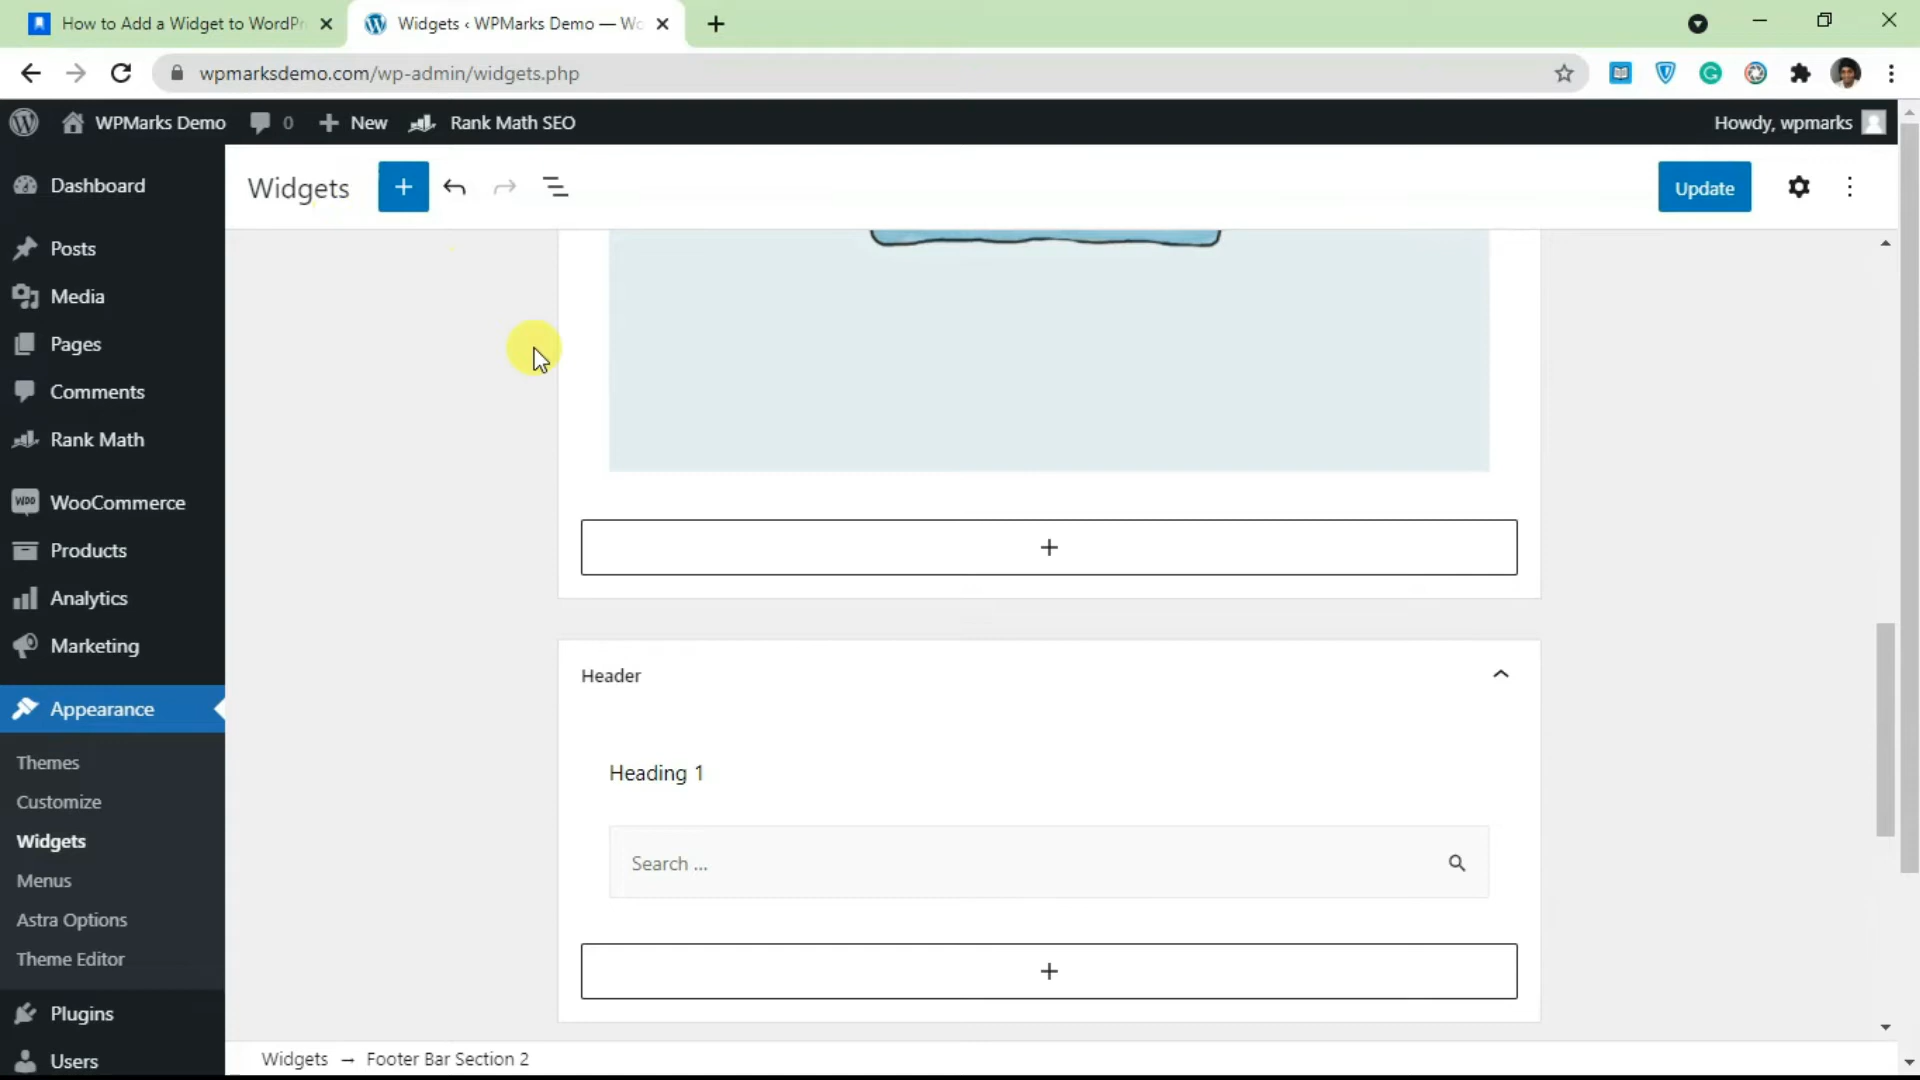 How to Add a Widget to WordPr
Widgets ‹ WPMarks Demo — Wo
wpmarksdemo.com/wp-admin/widgets.php
WPMarks Demo
0
New
Rank Math SEO
Howdy, wpmarks
Dashboard
Posts
Media
Pages
Comments
Rank Math
WooCommerce
Products
Analytics
Marketing
Appearance
Themes
Customize
Widgets
Menus
Astra Options
Theme Editor
Plugins
Users
Widgets
Update
Header
Heading 1
Search ...
Widgets → Footer Bar Section 2